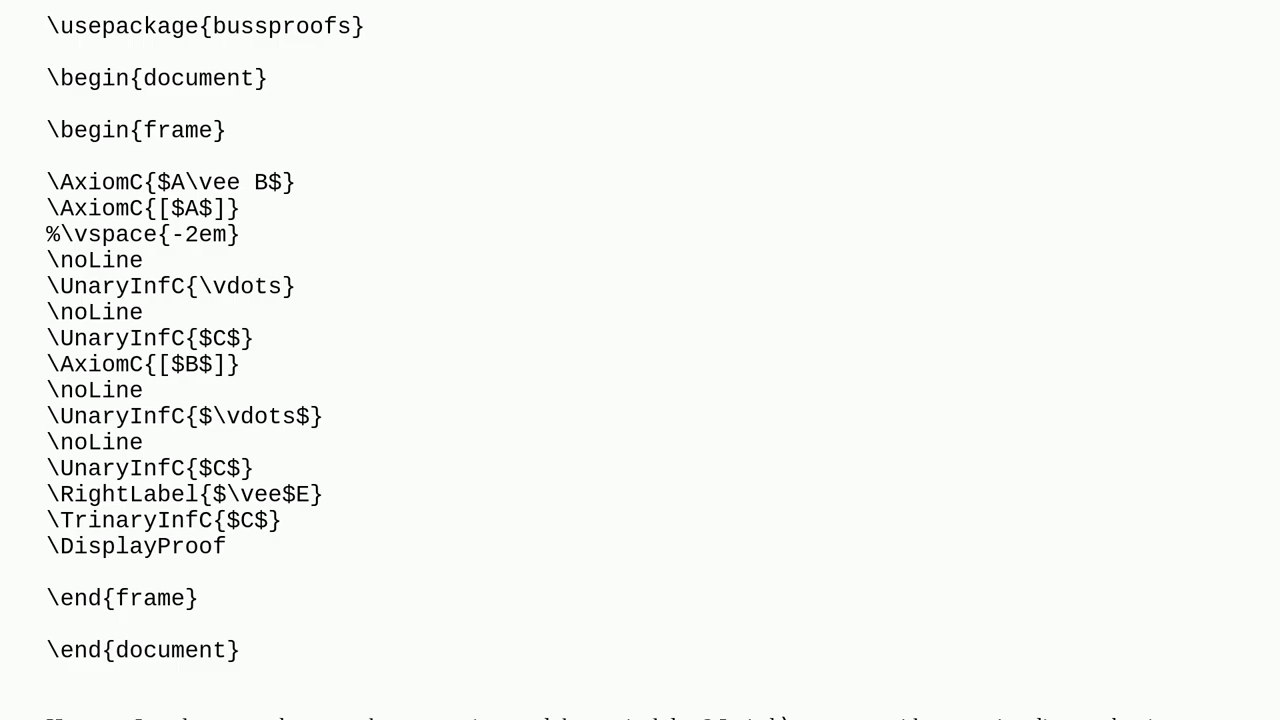 \usepackage{bussproofs}
\begin{document}
\begin{frame}
\AxiomC{$A\vee B$}
\AxiomC{[$A$]}
%\vspace{-2em}
\noLine
\UnaryInfC{\vdots}
\noLine
\UnaryInfC{$C$}
\AxiomC{[$B$]}
\noLine
\UnaryInfC{$\vdots$}
\noLine
\UnaryInfC{$C$}
\RightLabel{$\vee$E}
\TrinaryInfC{$C$}
\DisplayProof
\end{frame}
\end{document}